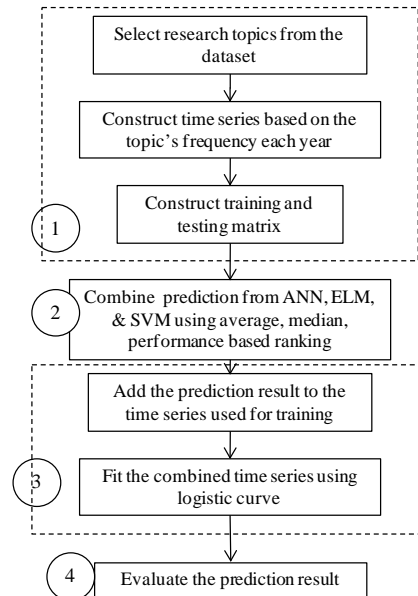 Select research topics from the
dataset
Construct time series based on the
topic's frequency each year
Construct training and
testing matrix
1
Combine prediction from ANN, ELM,
& SVM using average, median,
performance based ranking
2
Add the prediction result to the
time series used for training
Fit the combined time series using
logistic curve
3
4
Evaluate the prediction result